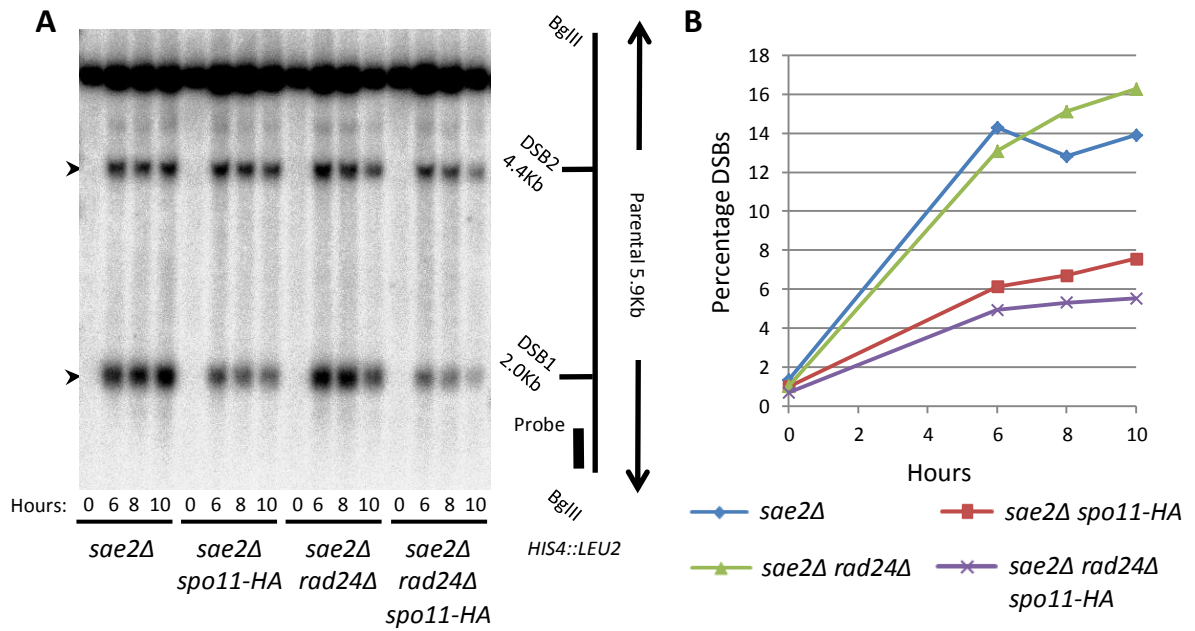 A
BglII
DSB2
4.4Kb
Parental 5.9Kb
DSB1
2.0Kb
Probe
BglII
HIS4::LEU2
Hours: 0 6 8 10 0 6 8 10 0 6 8 10 0 6 8 10
sae2Δ
sae2Δ
spo11-HA
sae2Δ
rad24Δ
sae2Δ
rad24Δ
spo11-HA
B
Percentage DSBs
18
16
14
12
10
8
6
4
2
0
0 2 4 6 8 10
Hours
sae2Δ
sae2Δ spo11-HA
sae2Δ rad24Δ
sae2Δ rad24Δ
spo11-HA